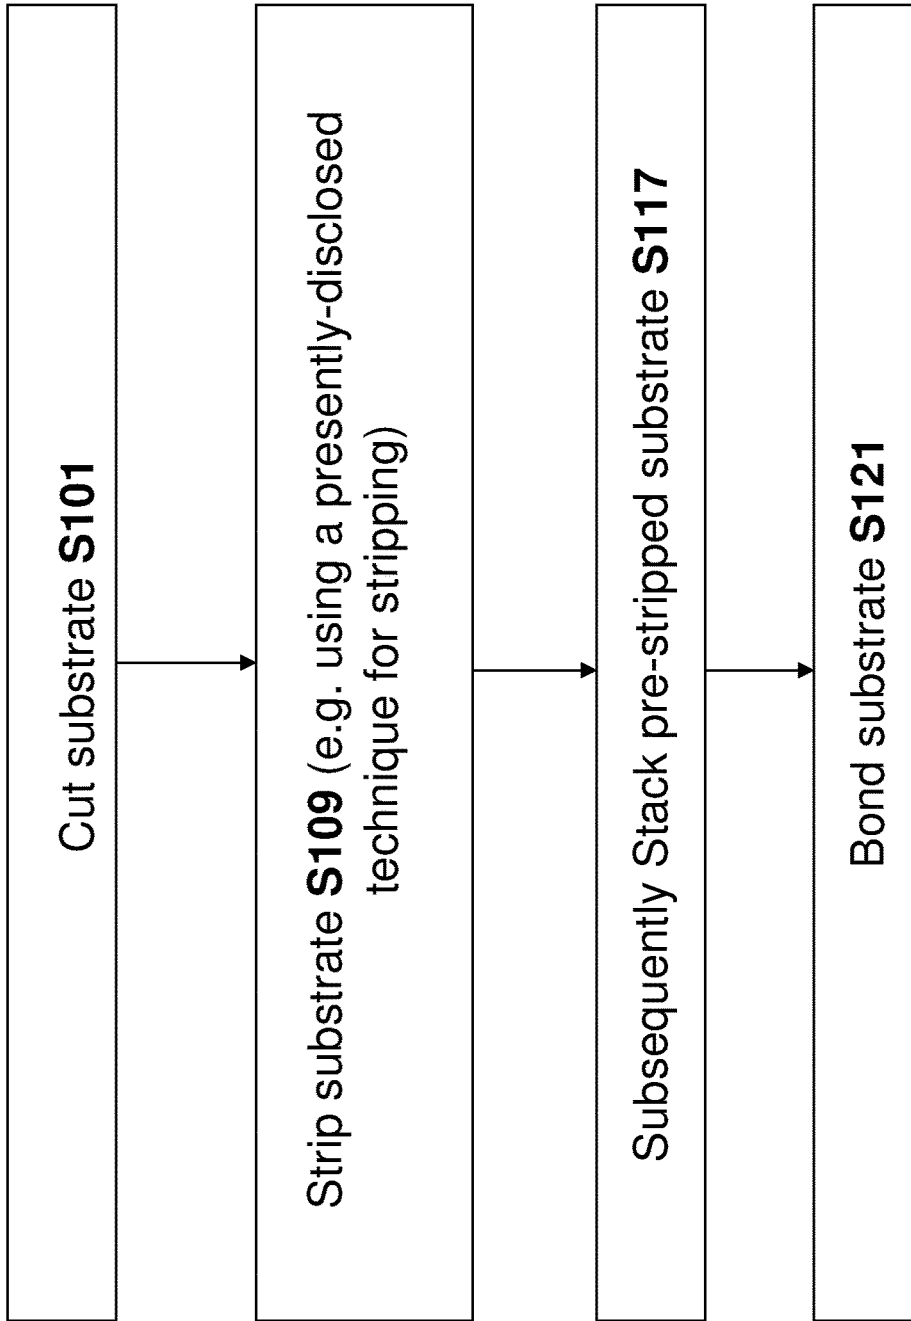 Cut substrate S101
Strip substrate S109 (e.g. using a presently-disclosed
technique for stripping)
Subsequently Stack pre-stripped substrate S117
Bond substrate S121